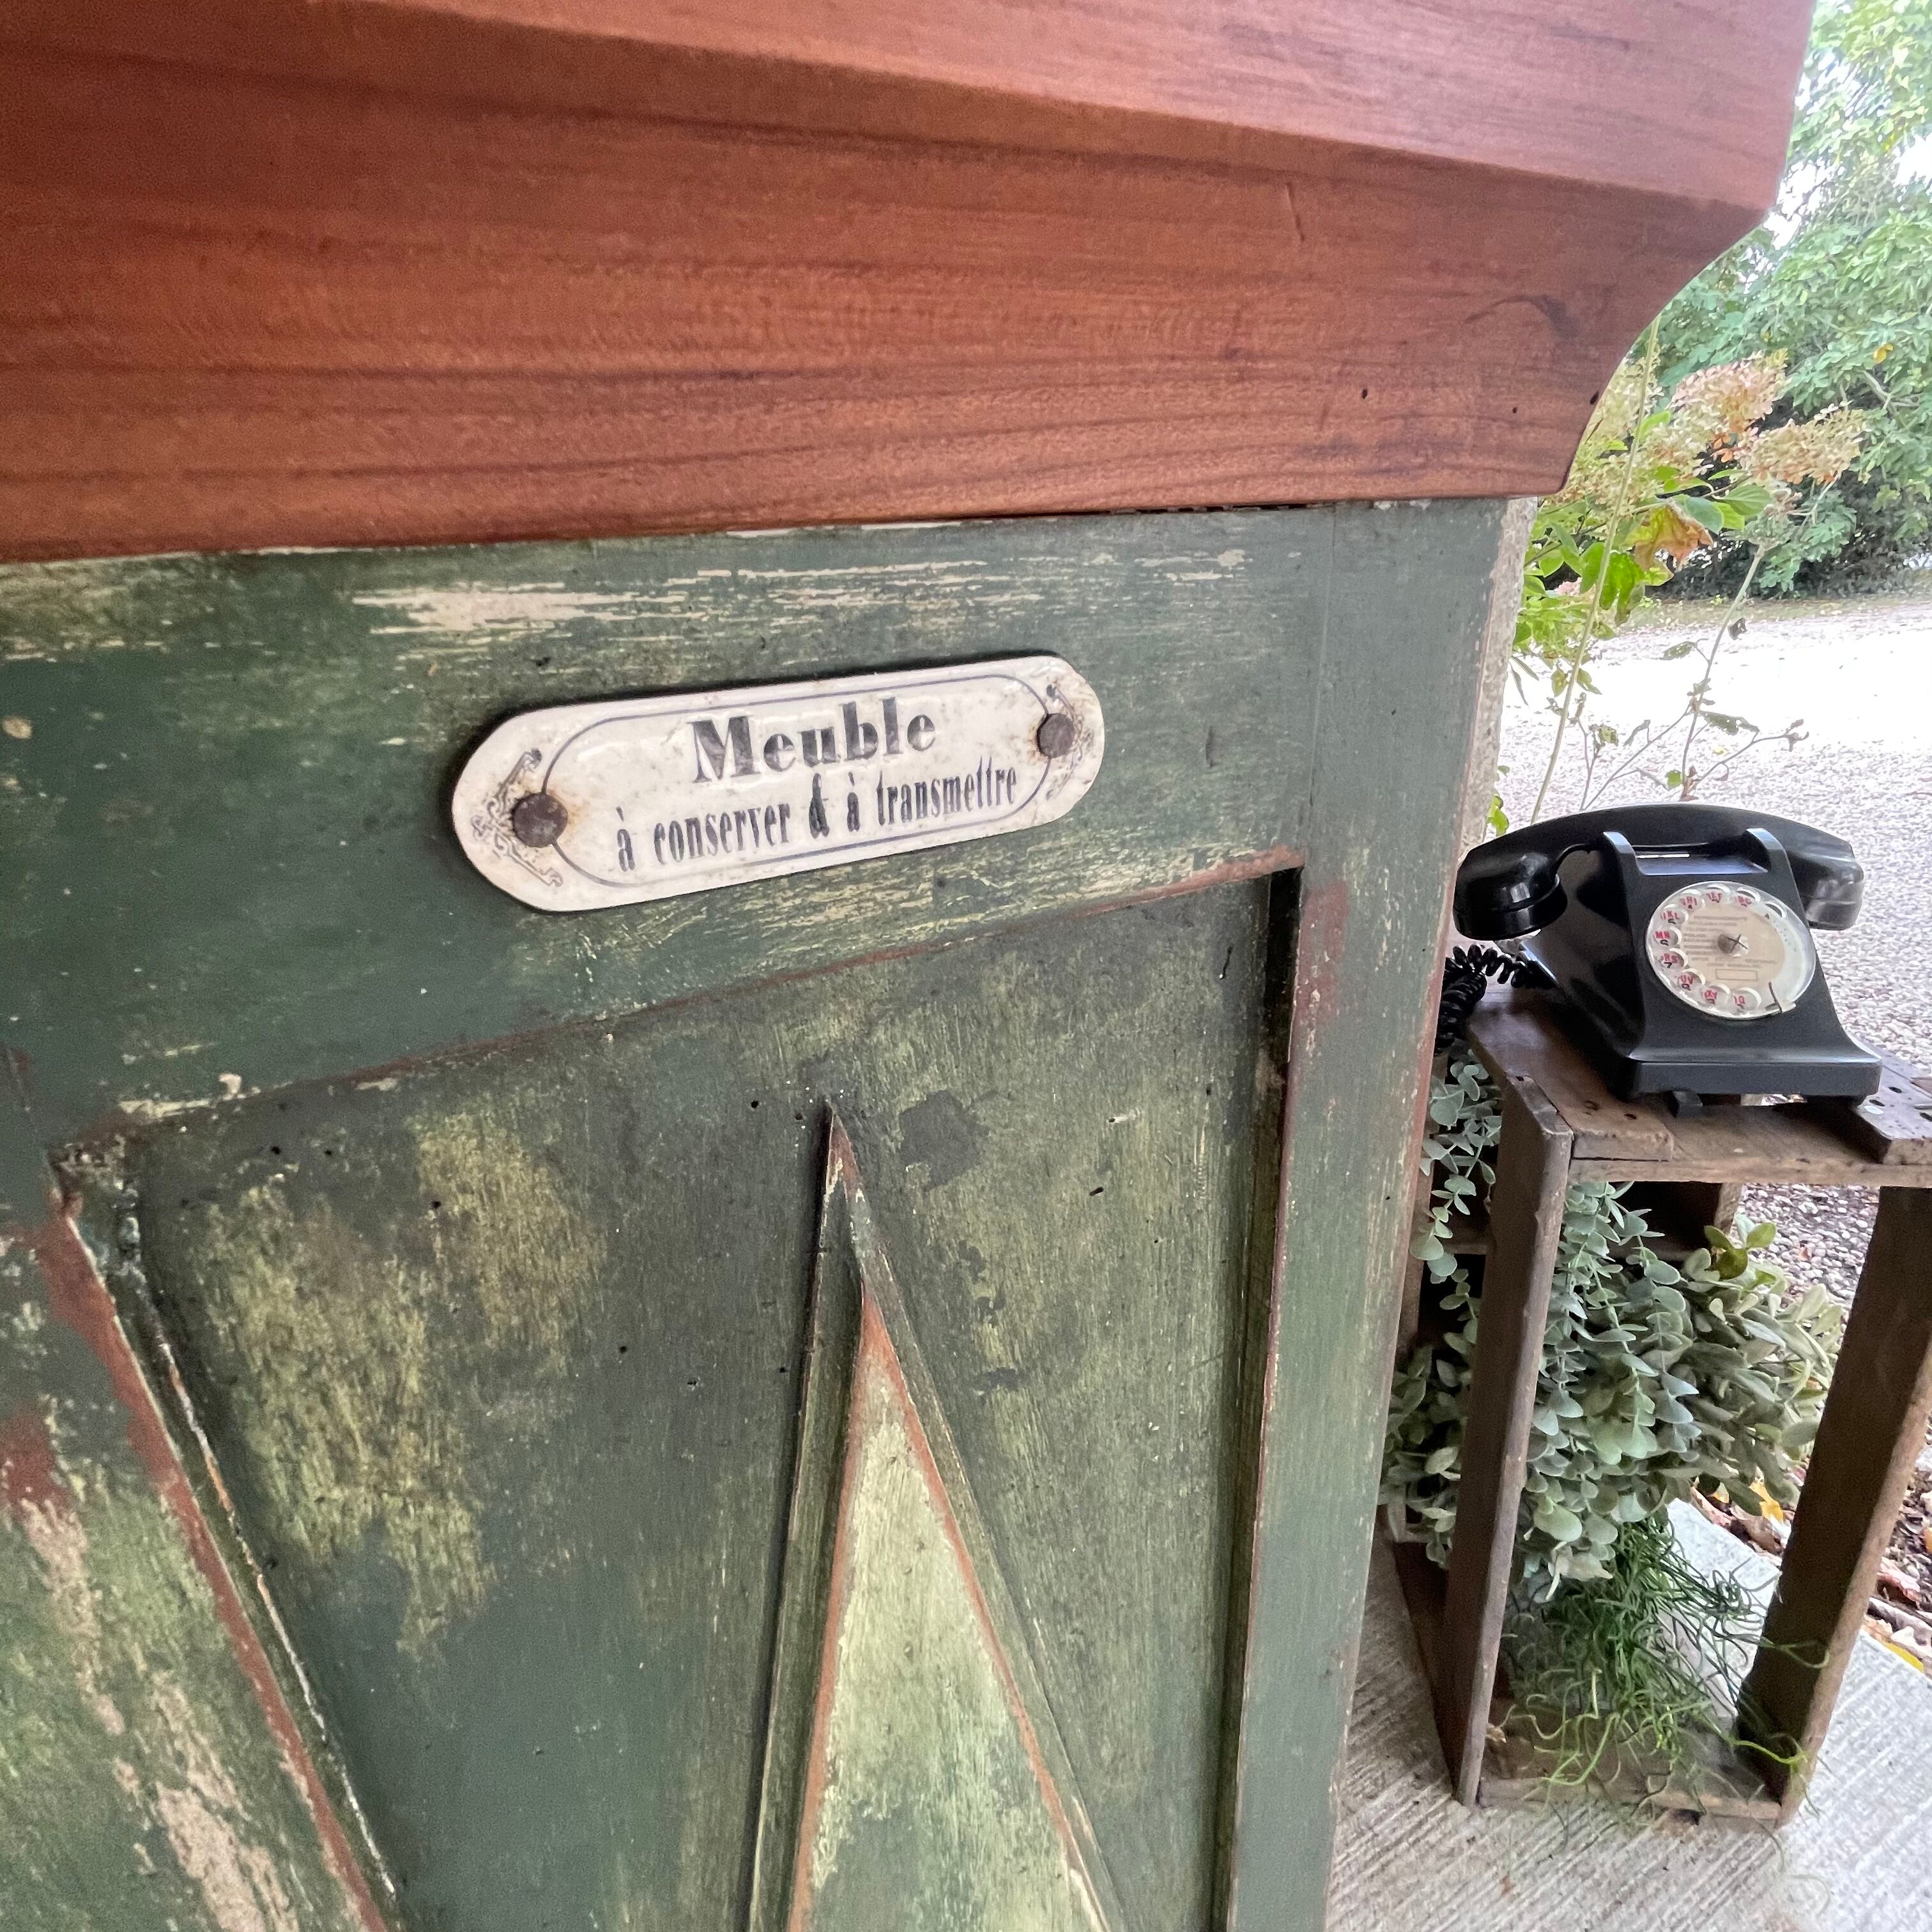 Meuble
à conserver & à transmettre